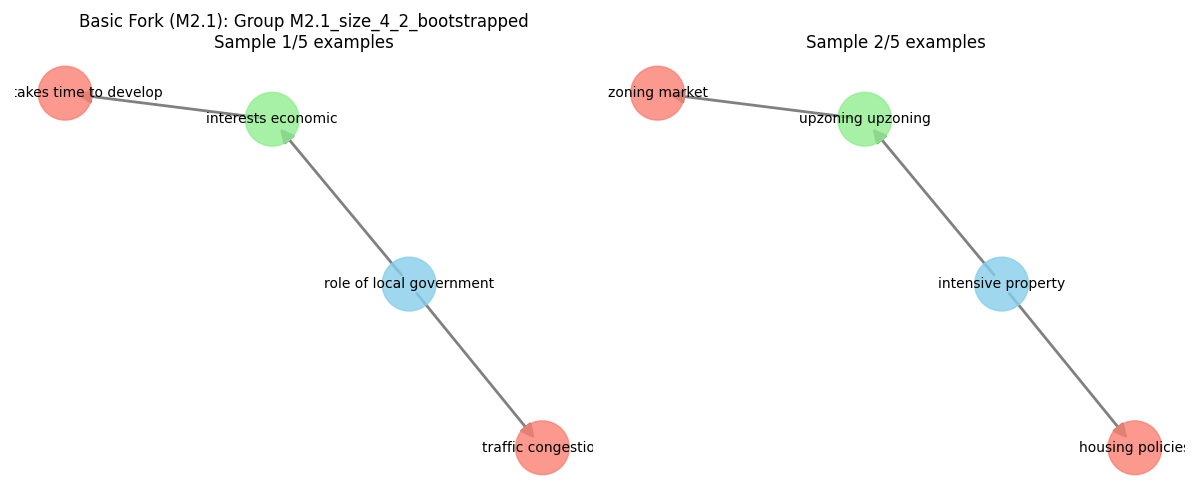 Basic Fork (M2.1): Group M2.1_size_4_2_bootstrapped
Sample 1/5 examples
Sample 2/5 examples
takes time to develop
interests economic
role of local government
traffic congestio
zoning market
upzoning upzoning
intensive property
housing policies